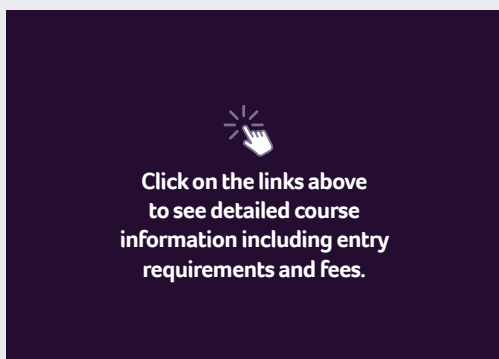 Click on the links above
to see detailed course
information including entry
requirements and fees.